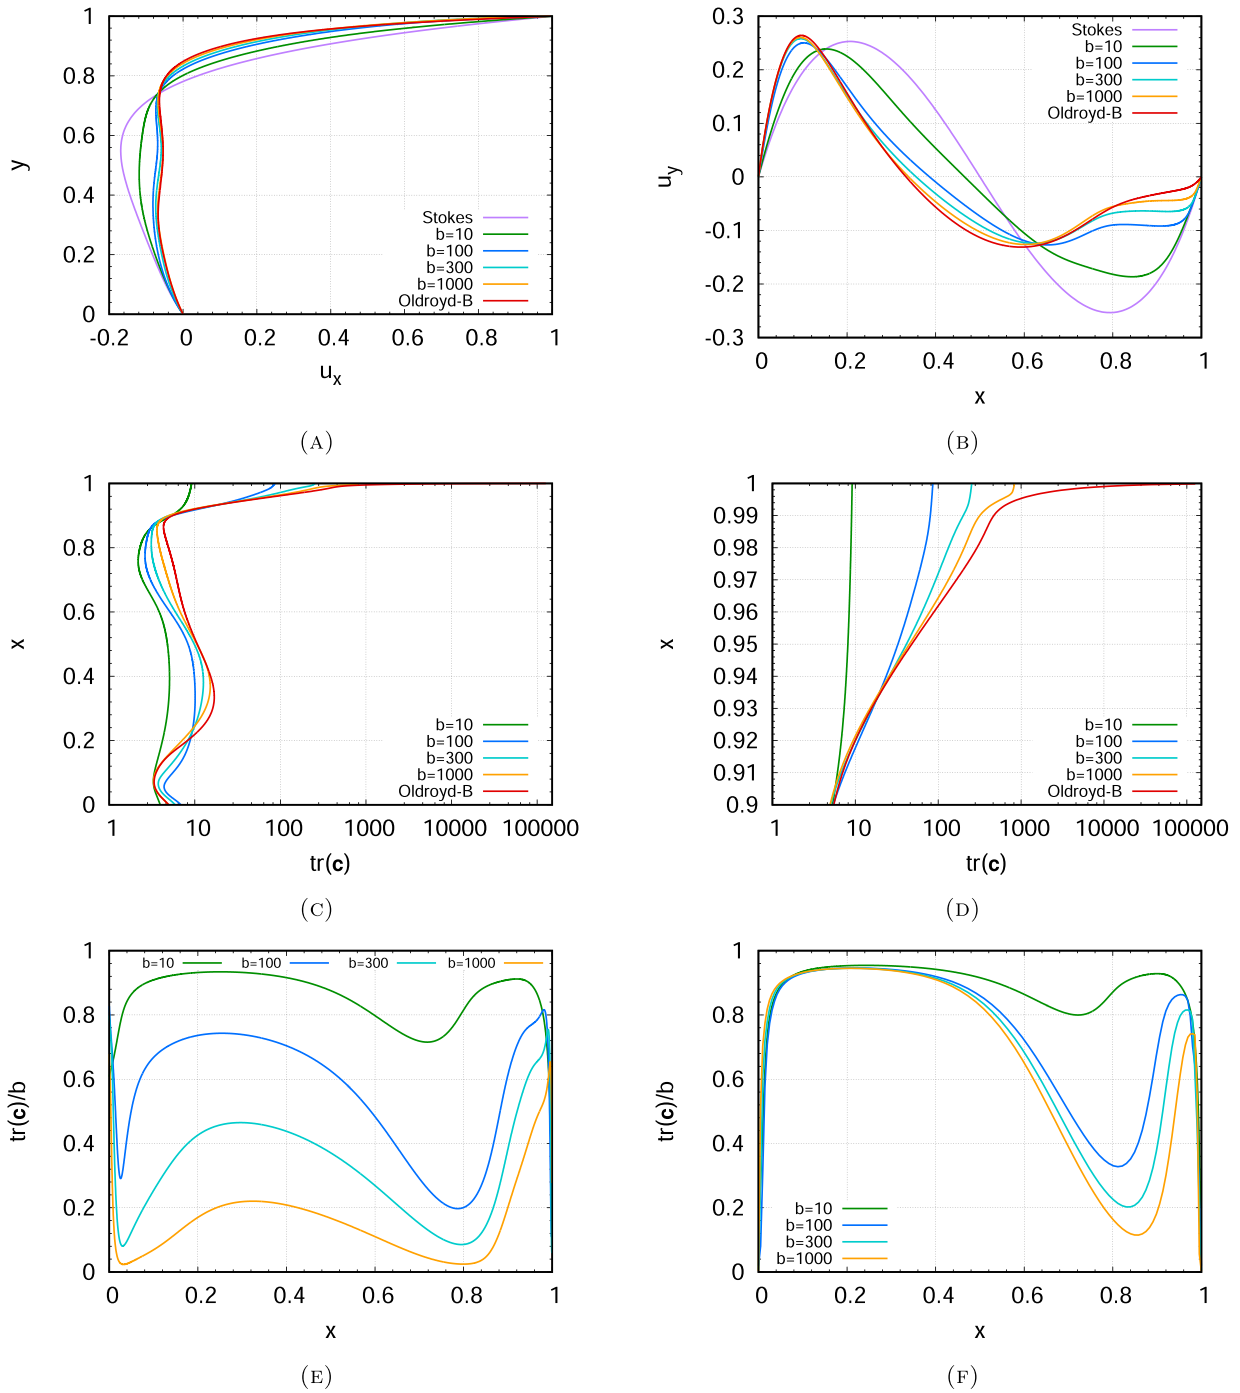 1
0.8
0.6
0.4
0.2
0
y
Stokes
b=10
b=100
b=300
b=1000
Oldroyd-B
-0.2 0 0.2 0.4 0.6 0.8 1
u_x
(A)
0.3
0.2
0.1
0
-0.1
-0.2
-0.3
u_y
Stokes
b=10
b=100
b=300
b=1000
Oldroyd-B
0 0.2 0.4 0.6 0.8 1
x
(B)
1
0.8
0.6
0.4
0.2
0
x
b=10
b=100
b=300
b=1000
Oldroyd-B
1 10 100 1000 10000 100000
tr(c)
(C)
1
0.99
0.98
0.97
0.96
0.95
0.94
0.93
0.92
0.91
0.9
x
b=10
b=100
b=300
b=1000
Oldroyd-B
1 10 100 1000 10000 100000
tr(c)
(D)
1
0.8
0.6
0.4
0.2
0
tr(c)/b
b=10 b=100 b=300 b=1000
0 0.2 0.4 0.6 0.8 1
x
(E)
1
0.8
0.6
0.4
0.2
0
tr(c)/b
b=10
b=100
b=300
b=1000
0 0.2 0.4 0.6 0.8 1
x
(F)